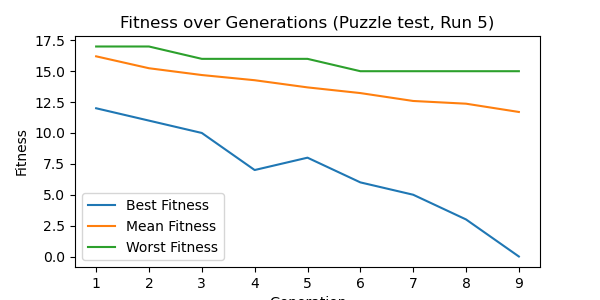 Fitness over Generations (Puzzle test, Run 5)
17.5
15.0
12.5
10.0
7.5
5.0
2.5
0.0
Fitness
Best Fitness
Mean Fitness
Worst Fitness
1 2 3 4 5 6 7 8 9
Generation